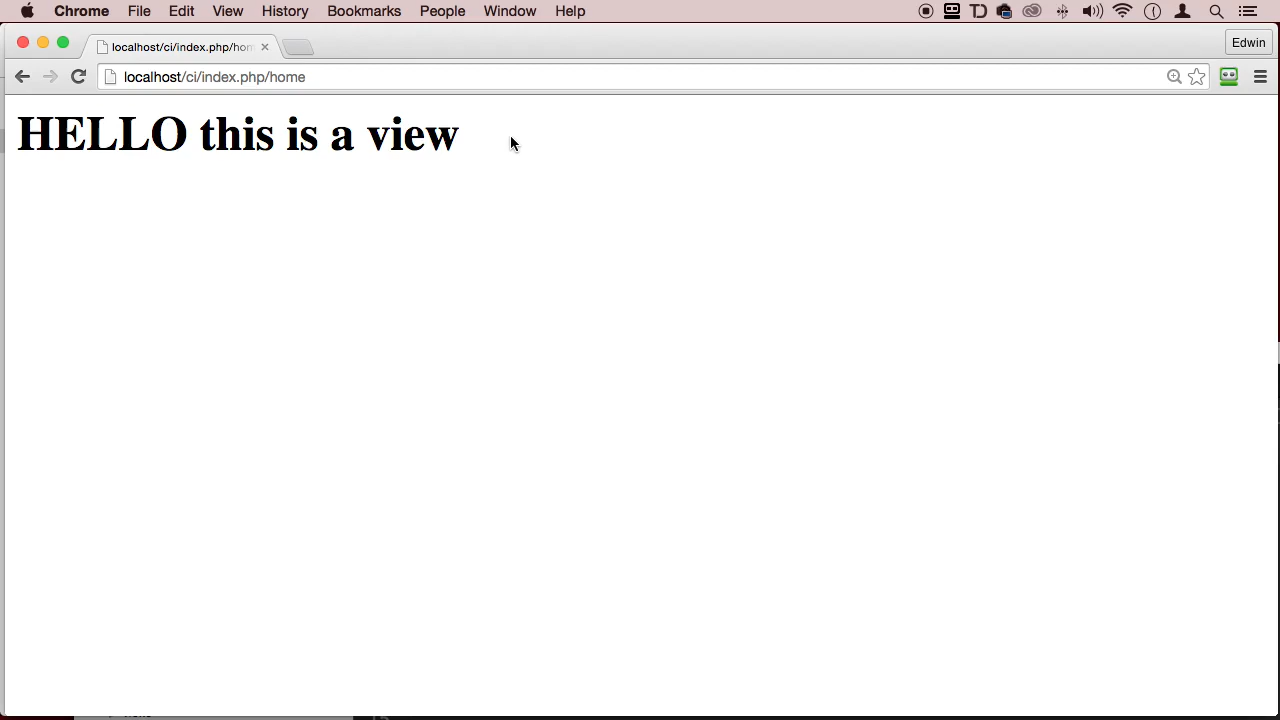 Chrome File Edit View History Bookmarks People Window Help
localhost/ci/index.php/hom
Edwin
localhost/ci/index.php/home
HELLO this is a view